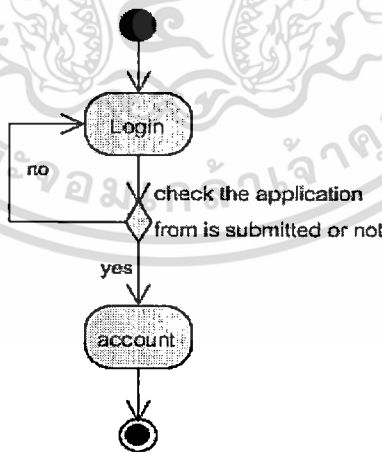 Login
no
check the application
from is submitted or not
yes
account